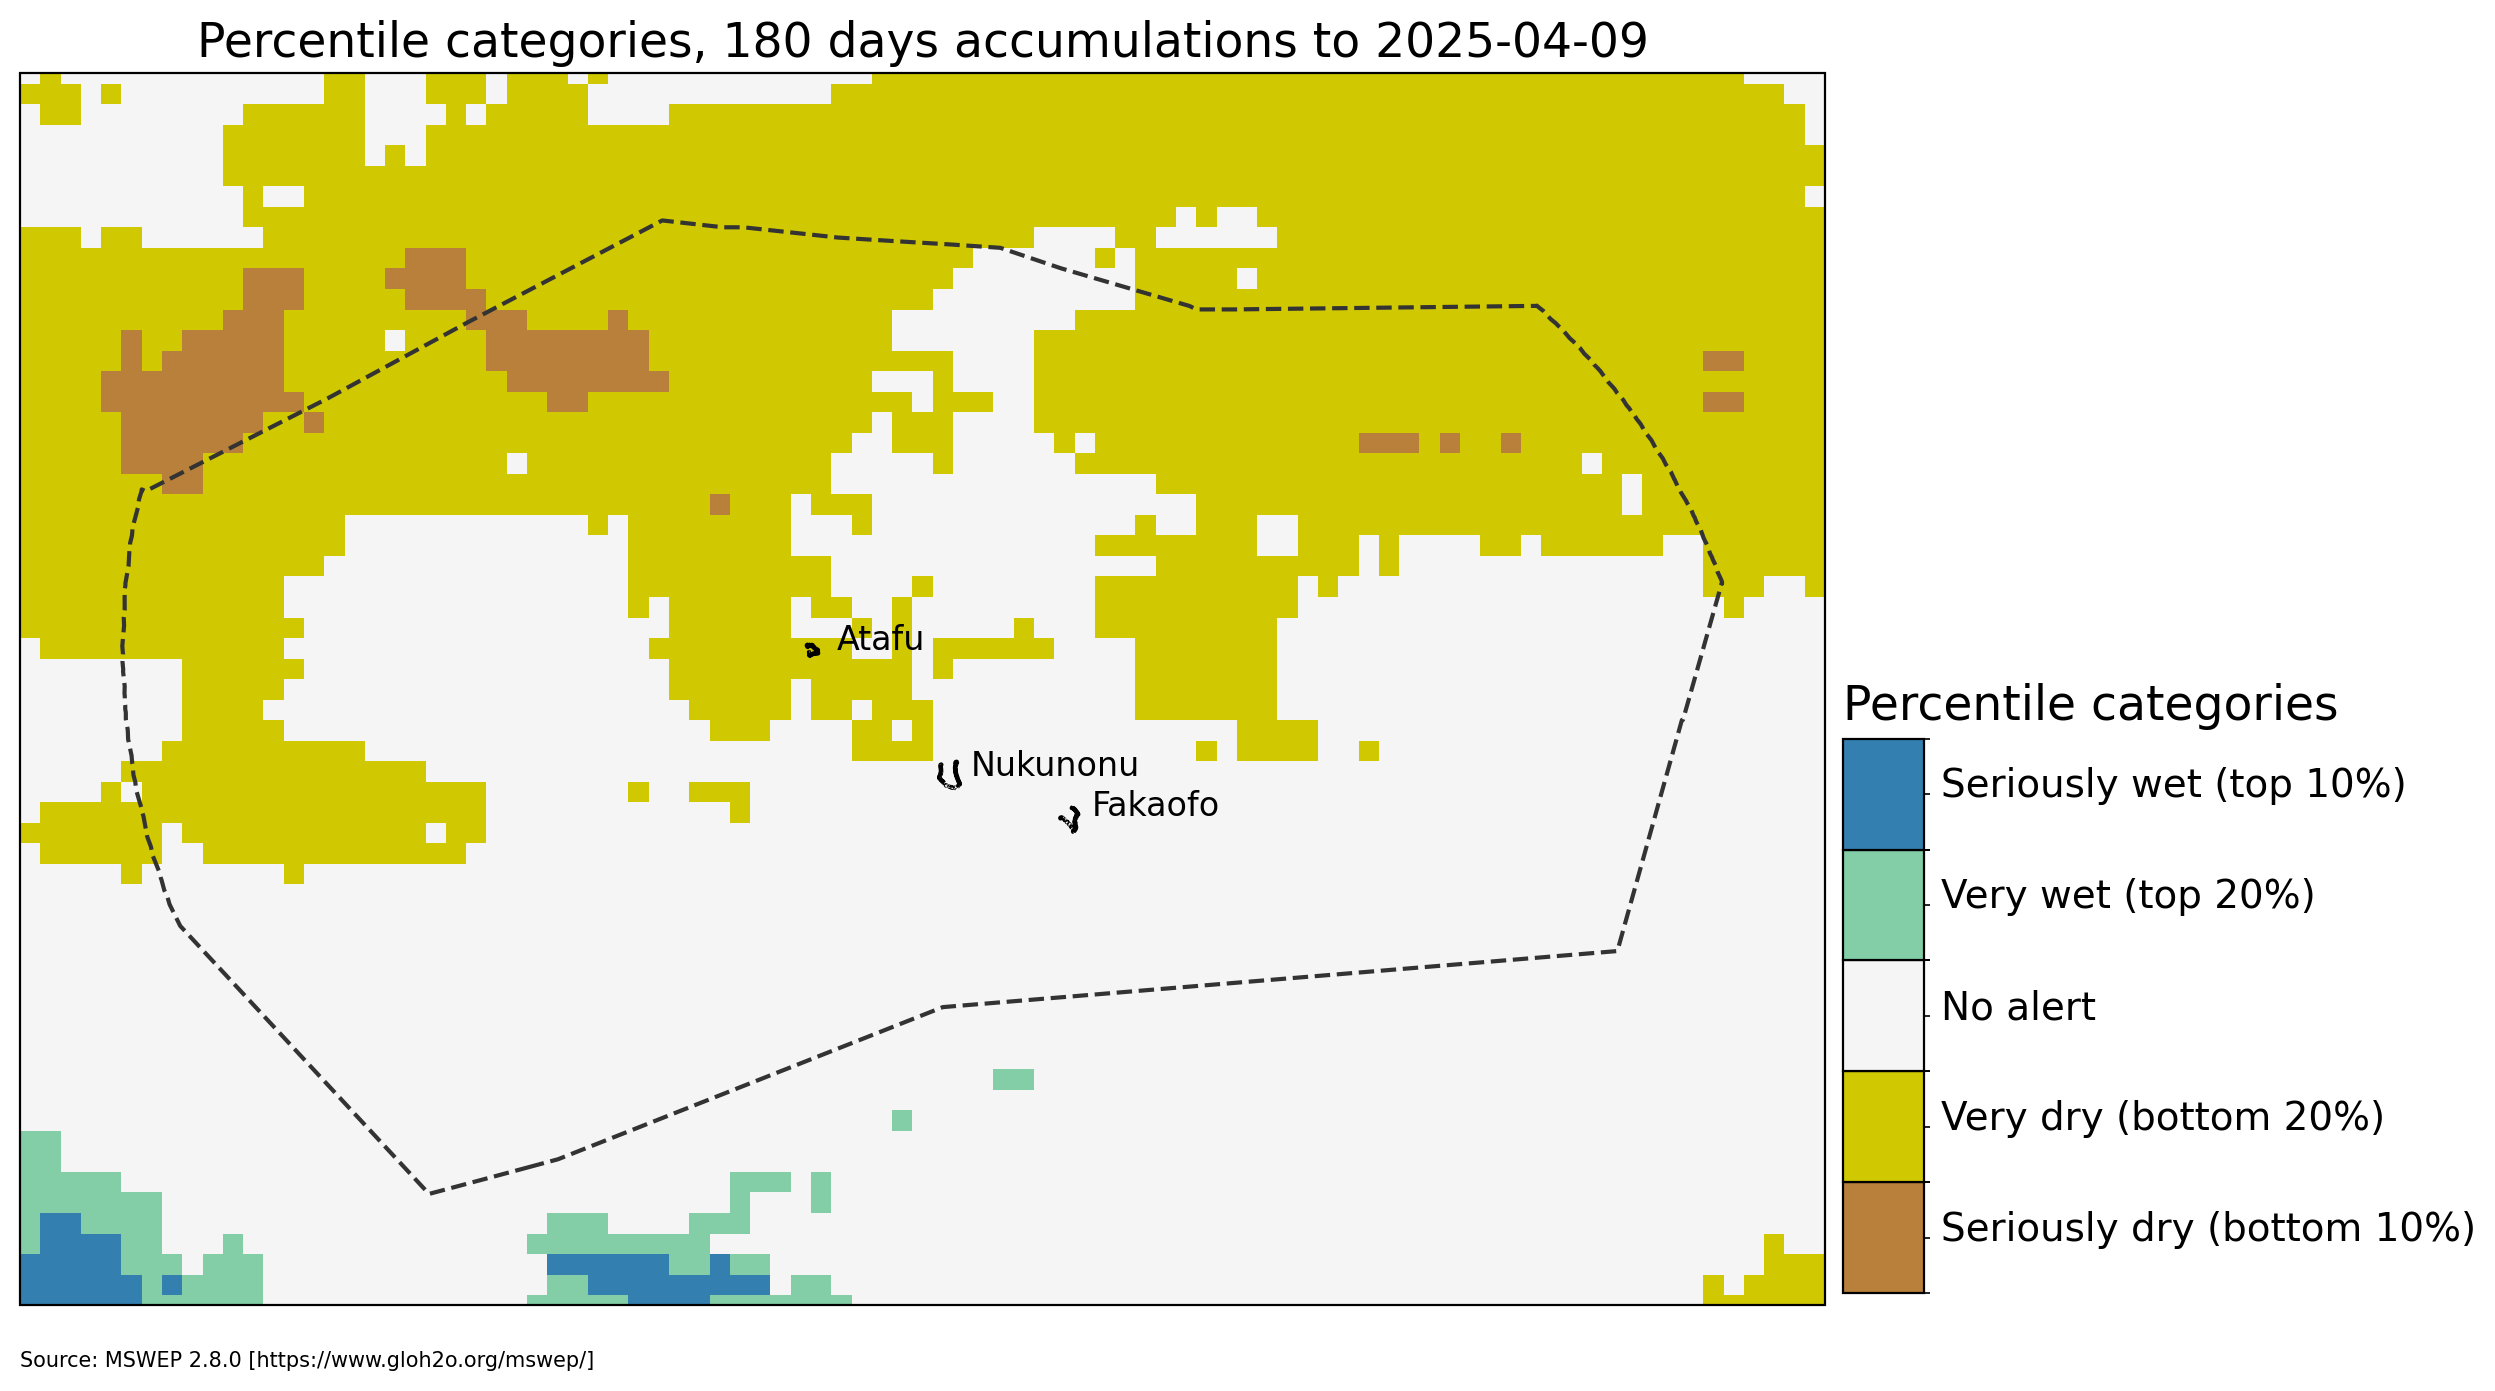 Percentile categories, 180 days accumulations to 2025-04-09
Atafu
Nukunonu
Fakaofo
Percentile categories
Seriously wet (top 10%)
Very wet (top 20%)
No alert
Very dry (bottom 20%)
Seriously dry (bottom 10%)
Source: MSWEP 2.8.0 [https://www.gloh2o.org/mswep/]